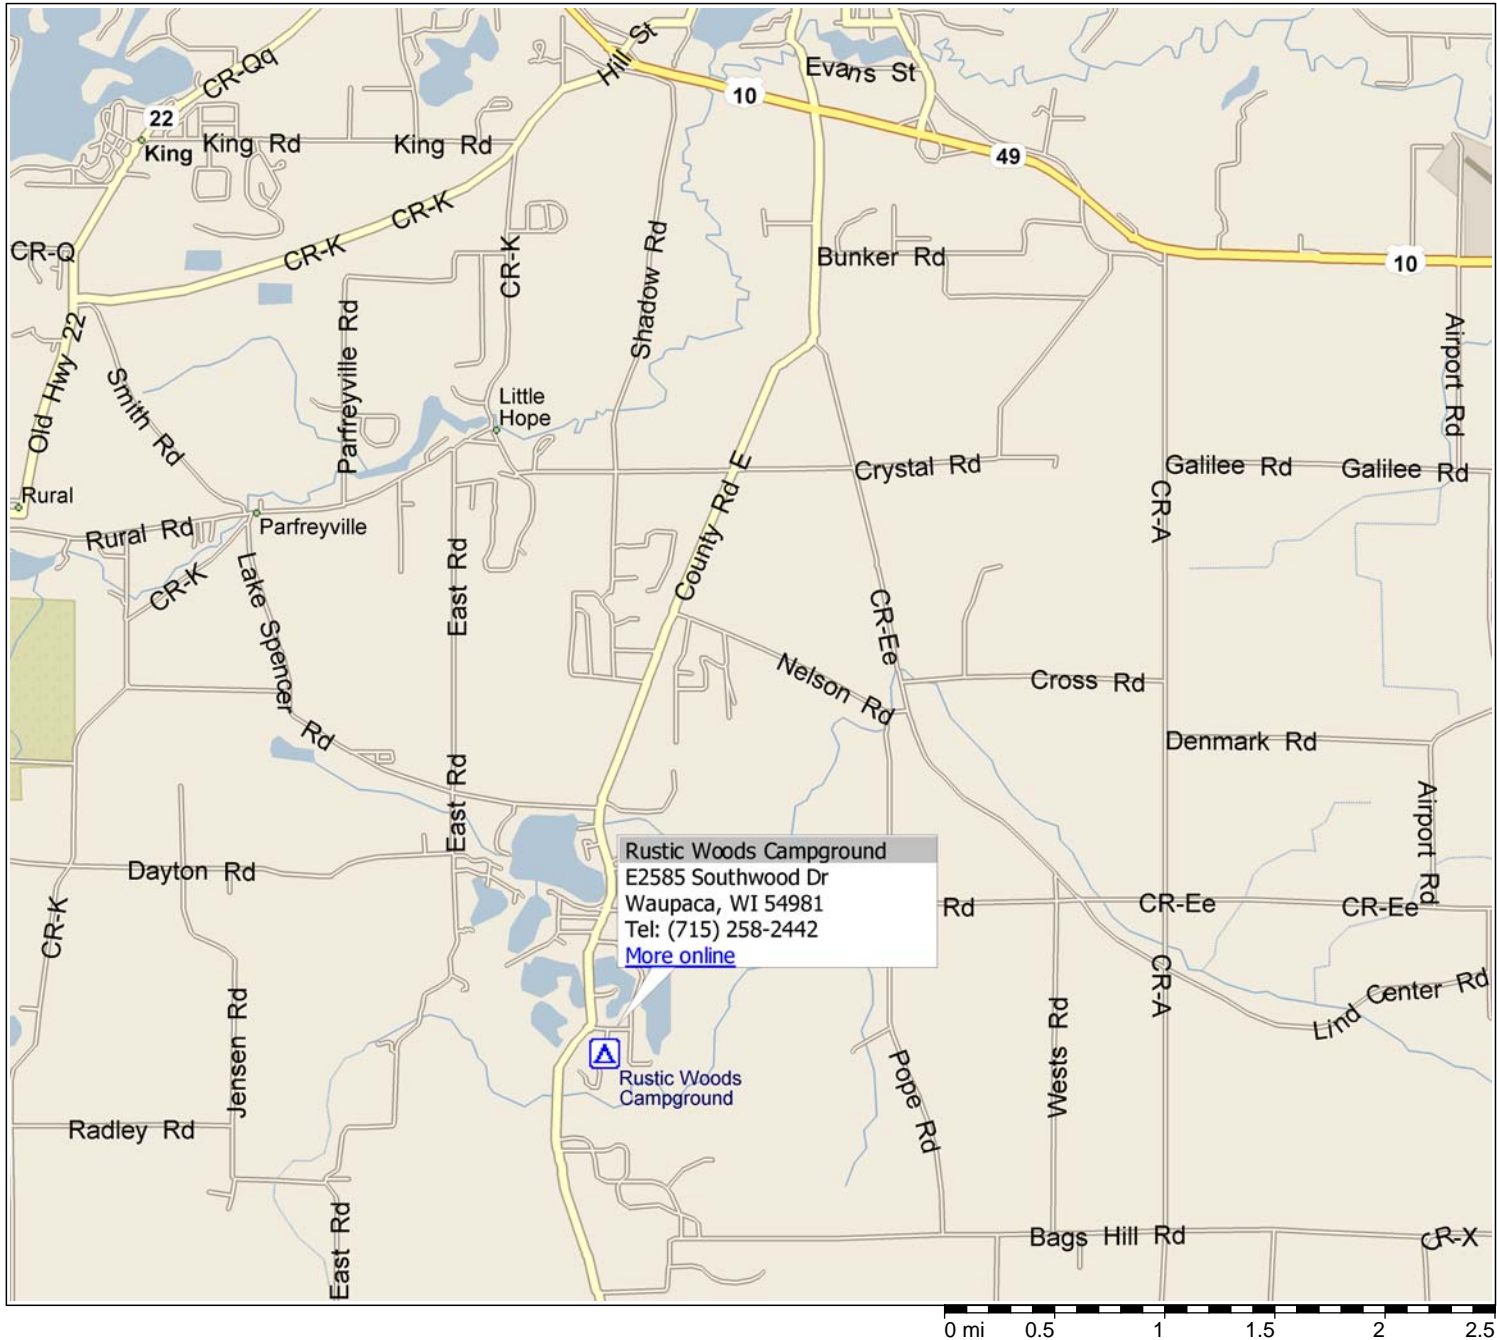 Hill St
Evans St
CR-Qq
10
22
King Rd
King Rd
King
49
CR-K
CR-Q
CR-K
CR-K
Shadow Rd
Bunker Rd
10
Old Hwy 22
Smith Rd
Parfreyville Rd
Airport Rd
Little
Hope
Crystal Rd
Galilee Rd
Galilee Rd
Rural
County Rd E
CR-A
Rural Rd
Parfreyville
CR-K
Lake Spencer Rd
East Rd
CR-Ee
Nelson Rd
Cross Rd
Denmark Rd
East Rd
Airport Rd
Dayton Rd
Rustic Woods Campground
E2585 Southwood Dr
Waupaca, WI 54981
Tel: (715) 258-2442
More online
Rd
CR-Ee
CR-Ee
CR-K
CR-A
Lind Center Rd
Jensen Rd
Wests Rd
Pope Rd
Rustic Woods
Campground
Radley Rd
East Rd
Bags Hill Rd
CR-X
0 mi 0.5 1 1.5 2 2.5